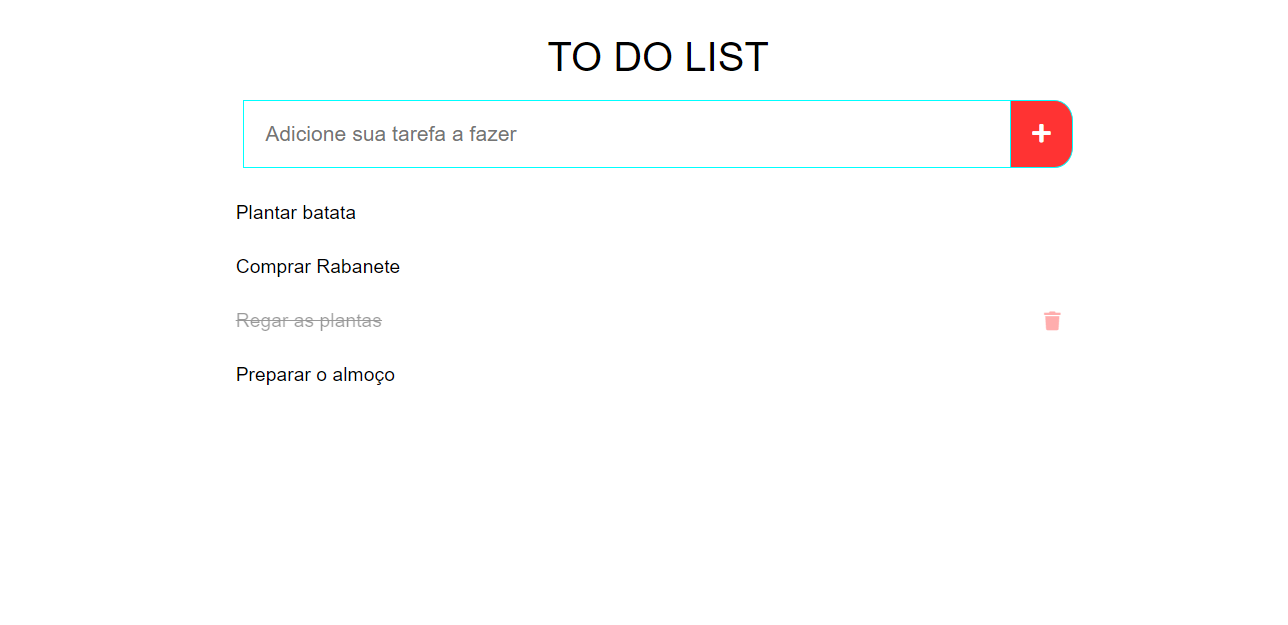 TO DO LIST
Adicione sua tarefa a fazer
Plantar batata
Comprar Rabanete
Regar as plantas
Preparar o almoço